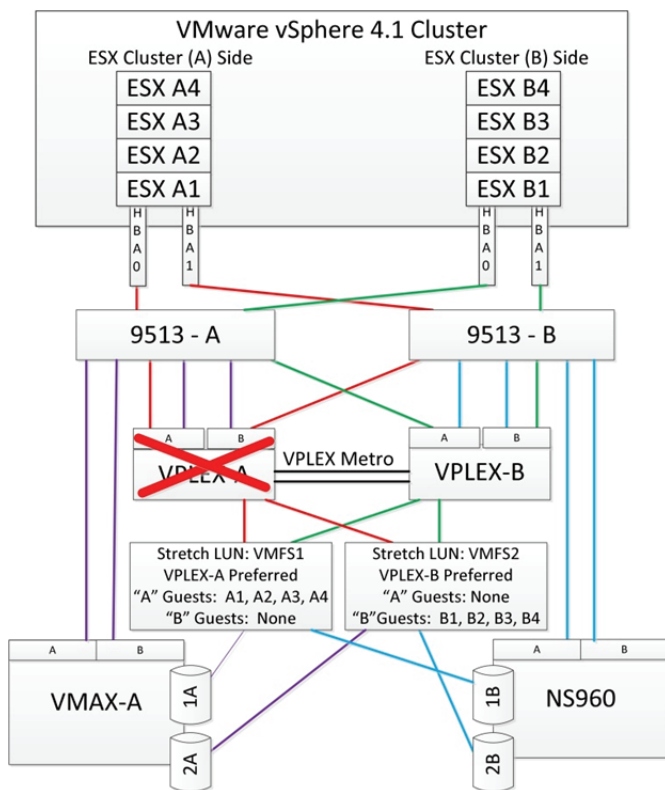 VMware vSphere 4.1 Cluster
ESX Cluster (A) Side
ESX Cluster (B) Side
ESX A4
ESX A3
ESX A2
ESX A1
ESX B4
ESX B3
ESX B2
ESX B1
HBA0
HBA1
HBA0
HBA1
9513 - A
9513 - B
A
B
VPLEX-A
VPLEX Metro
A
B
VPLEX-B
Stretch LUN: VMFS1
VPLEX-A Preferred
“A” Guests: A1, A2, A3, A4
“B” Guests: None
Stretch LUN: VMFS2
VPLEX-B Preferred
“A” Guests: None
“B”Guests: B1, B2, B3, B4
A
B
VMAX-A
1A
2A
A
B
NS960
1B
2B